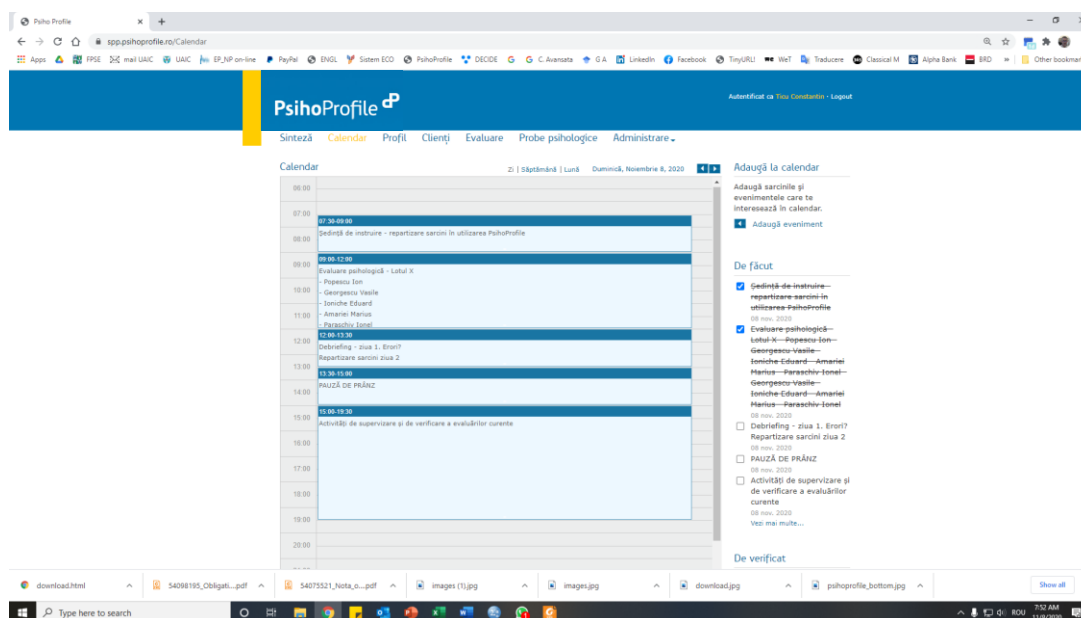 Psiho Profile
spp.psihoprofile.ro/Calendar
Apps FPSE mail UAIC UAIC EP_NP on-line PayPal ENGL Sistem ECO PsihoProfile DECIDE G C. Avansata G A LinkedIn Facebook TinyURL! WeT Traducere Classical M Alpha Bank BRD » Other bookmar
PsihoProfile
Autentificat ca Ticu Constantin - Logout
Sinteză Calendar Profil Clienți Evaluare Probe psihologice Administrare
Calendar
Zi | Săptămână | Lună Duminică, Noiembrie 8, 2020
06:00
07:00
07:30-09:00
Ședință de instruire - repartizare sarcini în utilizarea PsihoProfile
08:00
09:00
09:00-12:00
Evaluare psihologică - Lotul X
- Popescu Ion
10:00
- Georgescu Vasile
- Ioniche Eduard
- Amariei Marius
11:00
- Paraschiv Ionel
12:00
12:00-13:30
Debriefing - ziua 1. Erori?
Repartizare sarcini ziua 2
13:00
13:30-15:00
PAUZĂ DE PRÂNZ
14:00
15:00
15:00-19:30
Activități de supervizare și de verificare a evaluărilor curente
16:00
17:00
18:00
19:00
20:00
Adaugă la calendar
Adaugă sarcinile și
evenimentele care te
interesează în calendar.
Adaugă eveniment
De făcut
Ședință de instruire -
repartizare sarcini în
utilizarea PsihoProfile
08 nov. 2020
Evaluare psihologică -
Lotul X - Popescu Ion -
Georgescu Vasile -
Ioniche Eduard - Amariei
Marius - Paraschiv Ionel -
Georgescu Vasile -
Ioniche Eduard - Amariei
Marius - Paraschiv Ionel
08 nov. 2020
Debriefing - ziua 1. Erori?
Repartizare sarcini ziua 2
08 nov. 2020
PAUZĂ DE PRÂNZ
08 nov. 2020
Activități de supervizare și
de verificare a evaluărilor
curente
08 nov. 2020
Vezi mai multe...
De verificat
download.html 54098195_Obligati....pdf 54075521_Nota_o....pdf images (1).jpg images.jpg download.jpg psihoprofile_bottom.jpg Show all
Type here to search
ROU 7:52 AM
11/8/2020